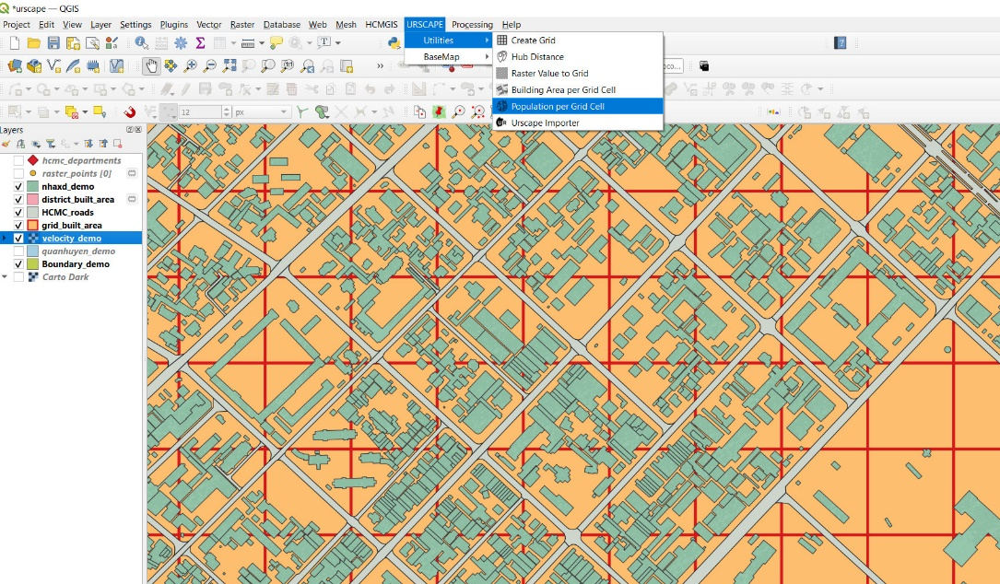 *urscape — QGIS
Project Edit View Layer Settings Plugins Vector Raster Database Web Mesh HCMGIS URSCAPE Processing Help
Utilities
BaseMap
Create Grid
Hub Distance
Raster Value to Grid
Building Area per Grid Cell
Population per Grid Cell
Urscape Importer
oco...
12
px
Layers
hcmc_departments
raster_points [0]
nhaxd_demo
district_built_area
HCMC_roads
grid_built_area
velocity_demo
quanhuyen_demo
Boundary_demo
Carto Dark